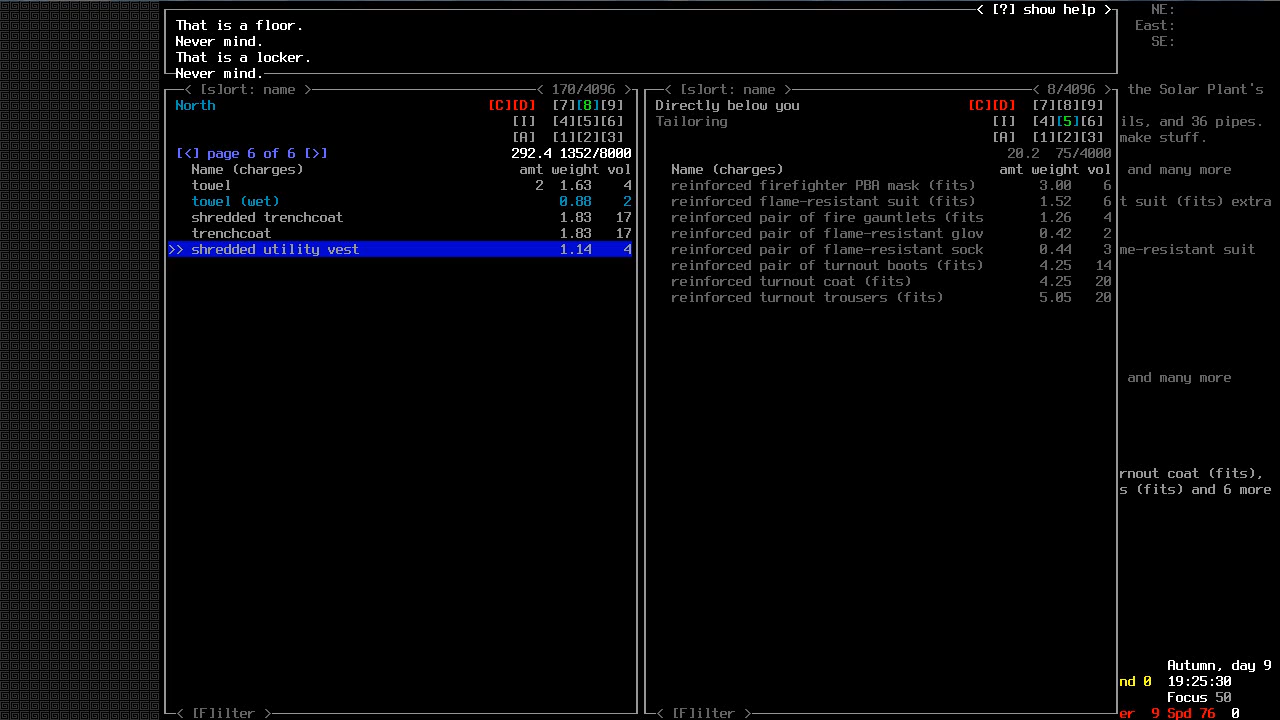 < [?] show help >
NE:
That is a floor.
East:
Never mind.
SE:
That is a locker.
Never mind.
< [s]ort: name >
< 170/4096 >
< [s]ort: name >
< 8/4096 >
the Solar Plant's
North
[C][D] [7][8][9]
Directly below you
[C][D] [7][8][9]
[I] [4][5][6]
Tailoring
[I] [4][5][6]
ils, and 36 pipes.
[A] [1][2][3]
[A] [1][2][3]
make stuff.
[<] page 6 of 6 [>]
292.4 1352/8000
20.2 75/4000
Name (charges) amt weight vol
Name (charges) amt weight vol
and many more
towel 2 1.63 4
reinforced firefighter PBA mask (fits) 3.00 6
towel (wet) 0.88 2
reinforced flame-resistant suit (fits) 1.52 6
t suit (fits) extra
shredded trenchcoat 1.83 17
reinforced pair of fire gauntlets (fits 1.26 4
trenchcoat 1.83 17
reinforced pair of flame-resistant glov 0.42 2
>> shredded utility vest 1.14 4
reinforced pair of flame-resistant sock 0.44 3
me-resistant suit
reinforced pair of turnout boots (fits) 4.25 14
reinforced turnout coat (fits) 4.25 20
reinforced turnout trousers (fits) 5.05 20
and many more
rnout coat (fits),
s (fits) and 6 more
Autumn, day 9
nd 0 19:25:30
Focus 50
< [F]ilter >
< [F]ilter >
er 9 Spd 76 0